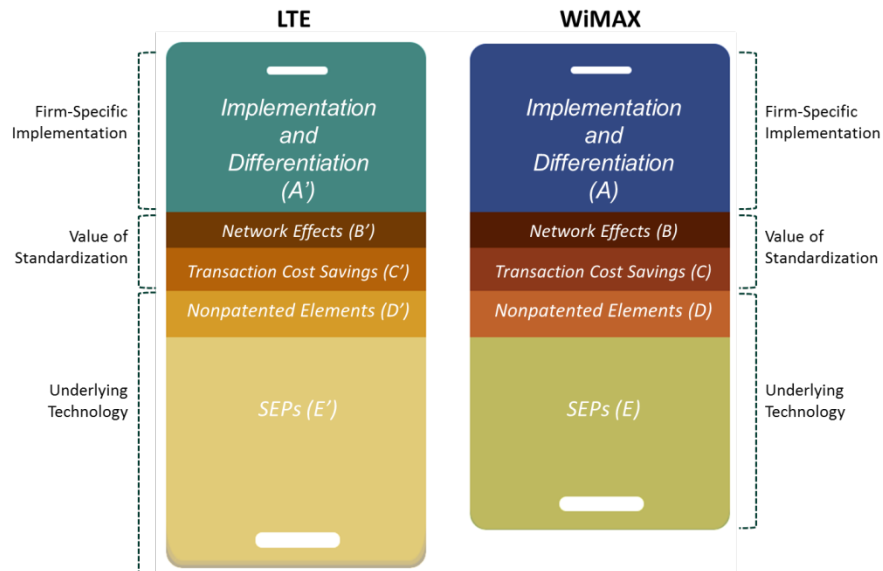 LTE
WiMAX
Firm-Specific
Implementation
Implementation
and
Differentiation
(A’)
Implementation
and
Differentiation
(A)
Firm-Specific
Implementation
Value of
Standardization
Network Effects (B’)
Transaction Cost Savings (C’)
Network Effects (B)
Transaction Cost Savings (C)
Value of
Standardization
Underlying
Technology
Nonpatented Elements (D’)
SEPs (E’)
Nonpatented Elements (D)
SEPs (E)
Underlying
Technology